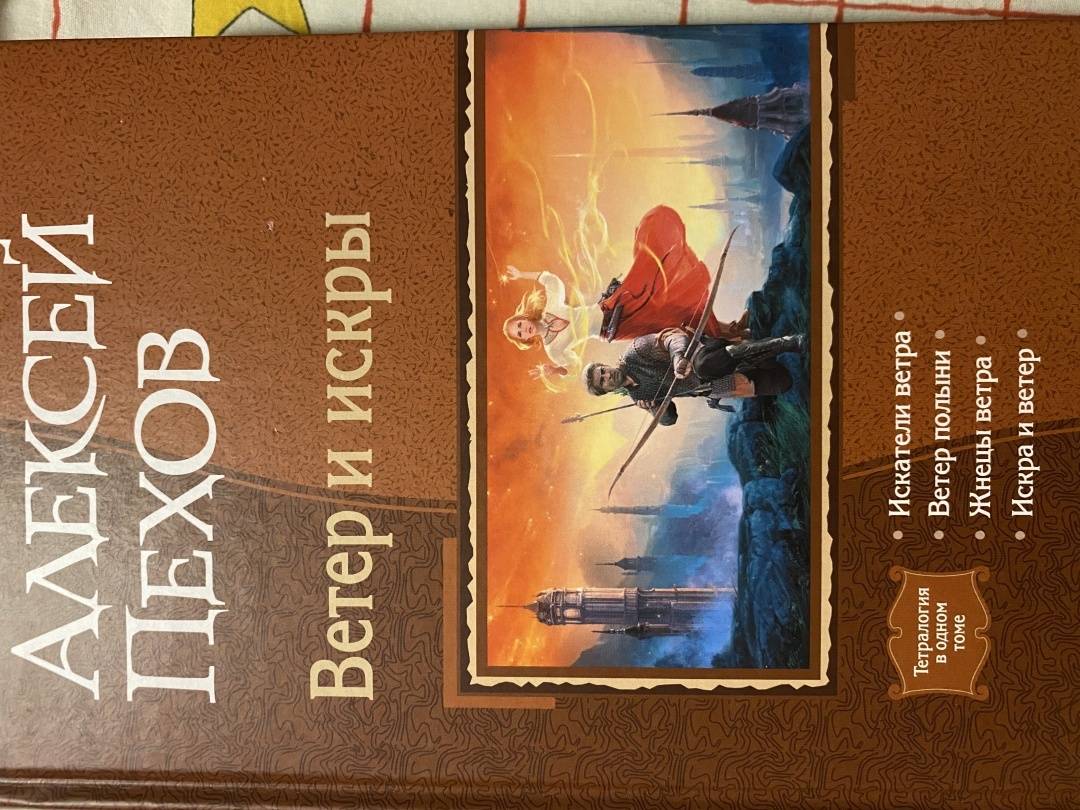 АЛЕКСЕЙ
ПЕХОВ
Ветер и искры
Тетралогия
в одном
томе
• Искатели ветра •
• Ветер полыни •
• Жнецы ветра •
• Искра и ветер •